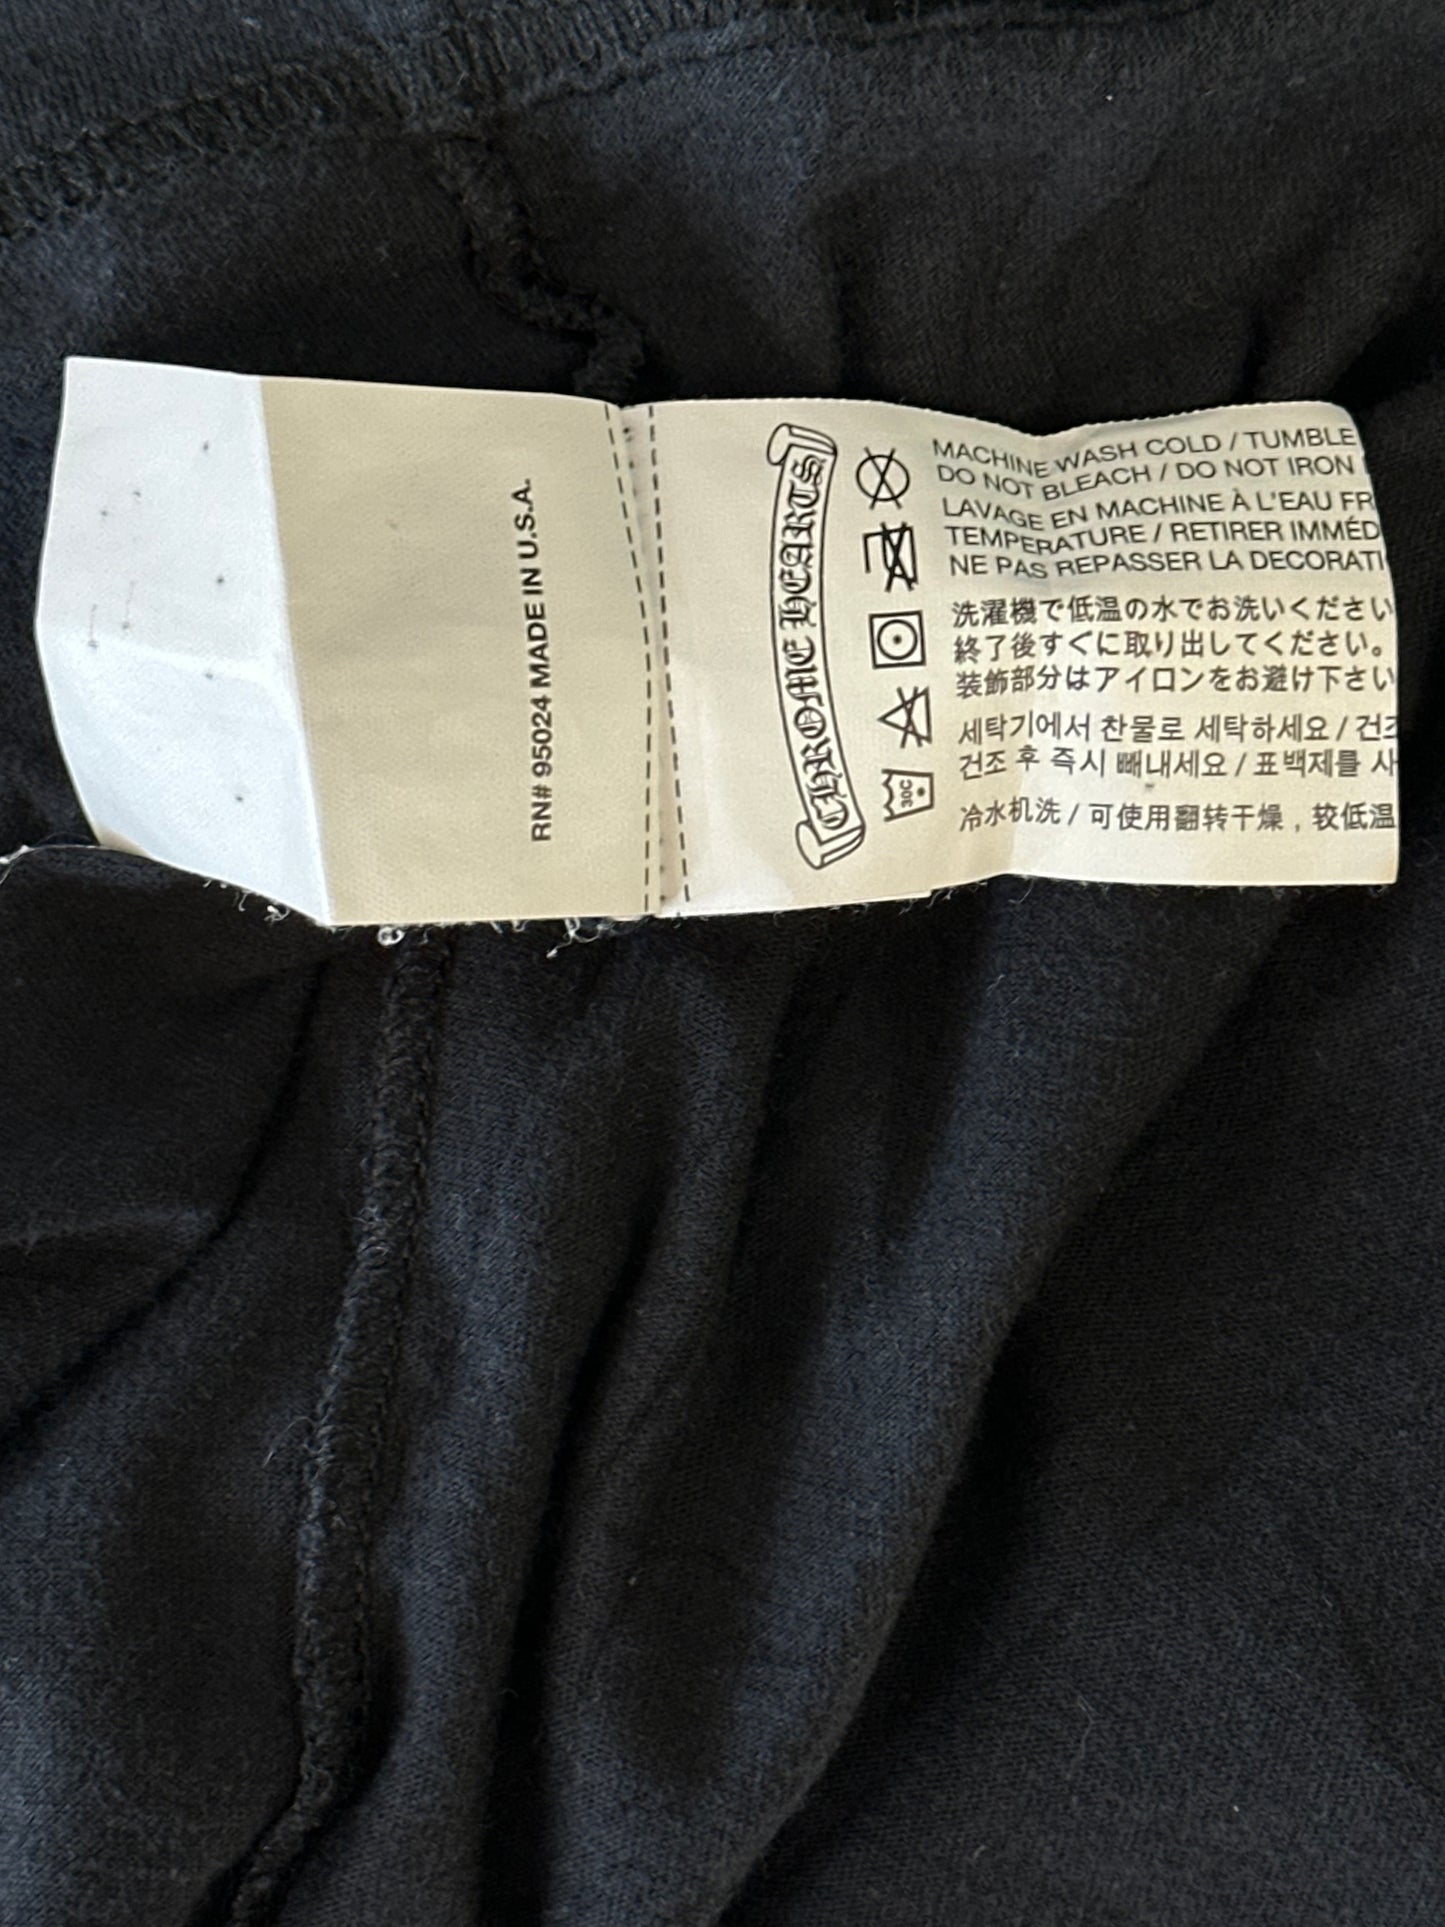 RN# 95024 MADE IN U.S.A.
CHROME HEARTS
30C
MACHINE WASH COLD / TUMBLE
DO NOT BLEACH / DO NOT IRON
LAVAGE EN MACHINE À L'EAU FR
TEMPERATURE / RETIRER IMMÉD
NE PAS REPASSER LA DECORATI
洗濯機で低温の水でお洗いください
終了後すぐに取り出してください。
装飾部分はアイロンをお避け下さい
세탁기에서 찬물로 세탁하세요 / 건조
건조 후 즉시 빼내세요 / 표백제를 사
冷水机洗 / 可使用翻转干燥，较低温